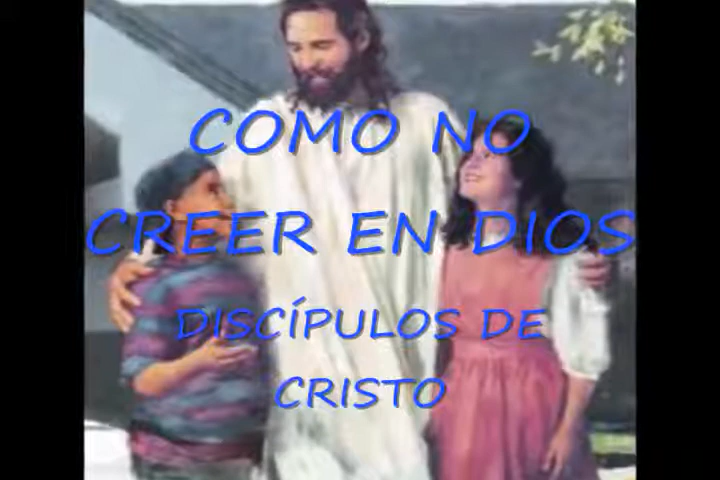 COMO NO
CREER EN DIOS
DISCÍPULOS DE
CRISTO